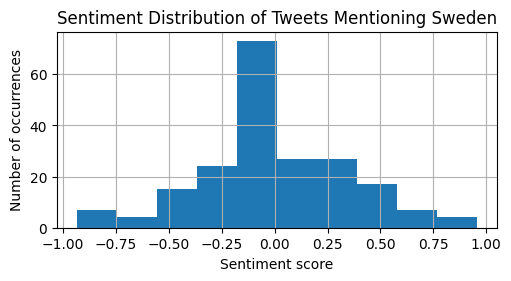 Sentiment Distribution of Tweets Mentioning Sweden
Number of occurrences
60
40
20
0
−1.00 −0.75 −0.50 −0.25 0.00 0.25 0.50 0.75 1.00
Sentiment score